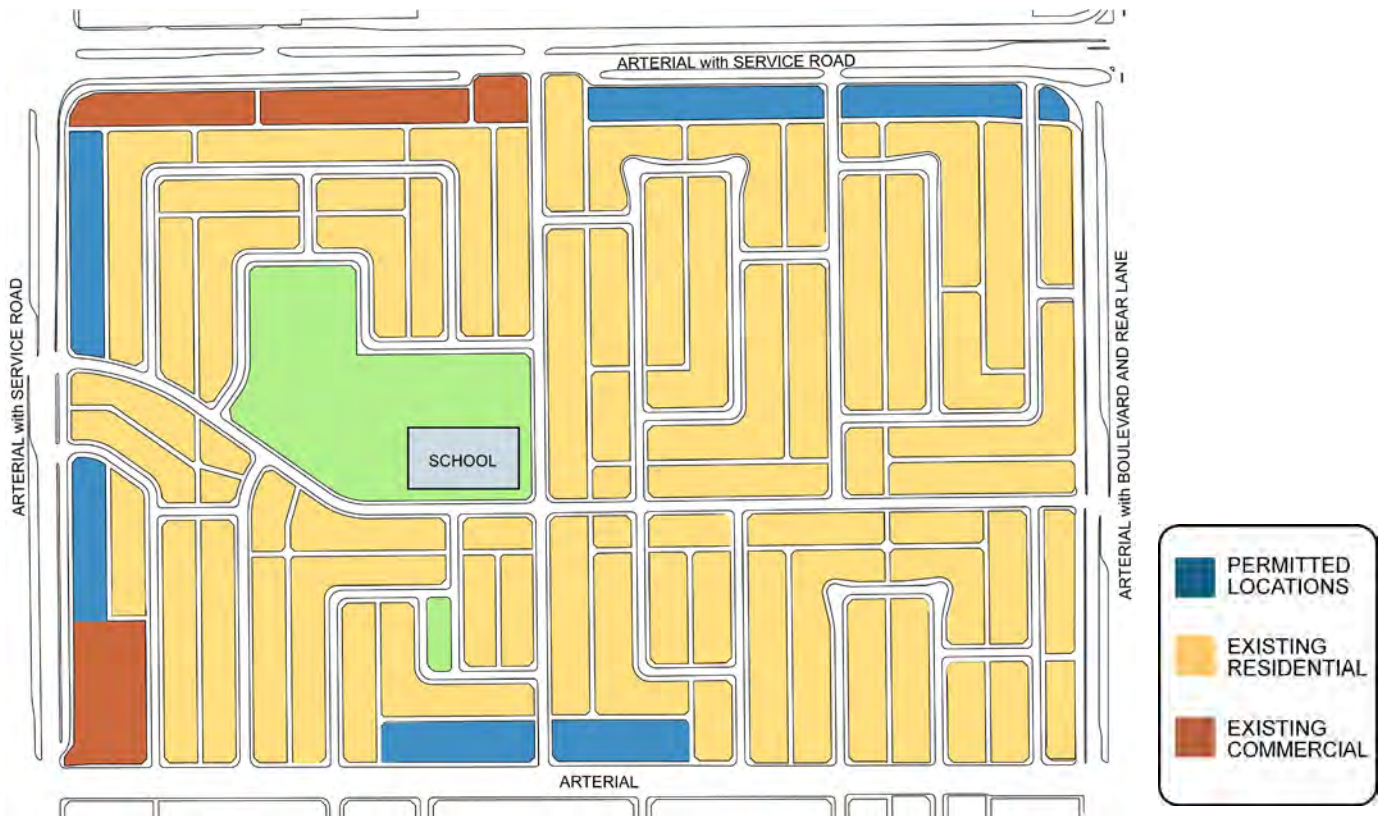 ARTERIAL with SERVICE ROAD
ARTERIAL with SERVICE ROAD
SCHOOL
ARTERIAL with BOULEVARD AND REAR LANE
ARTERIAL
PERMITTED
LOCATIONS
EXISTING
RESIDENTIAL
EXISTING
COMMERCIAL